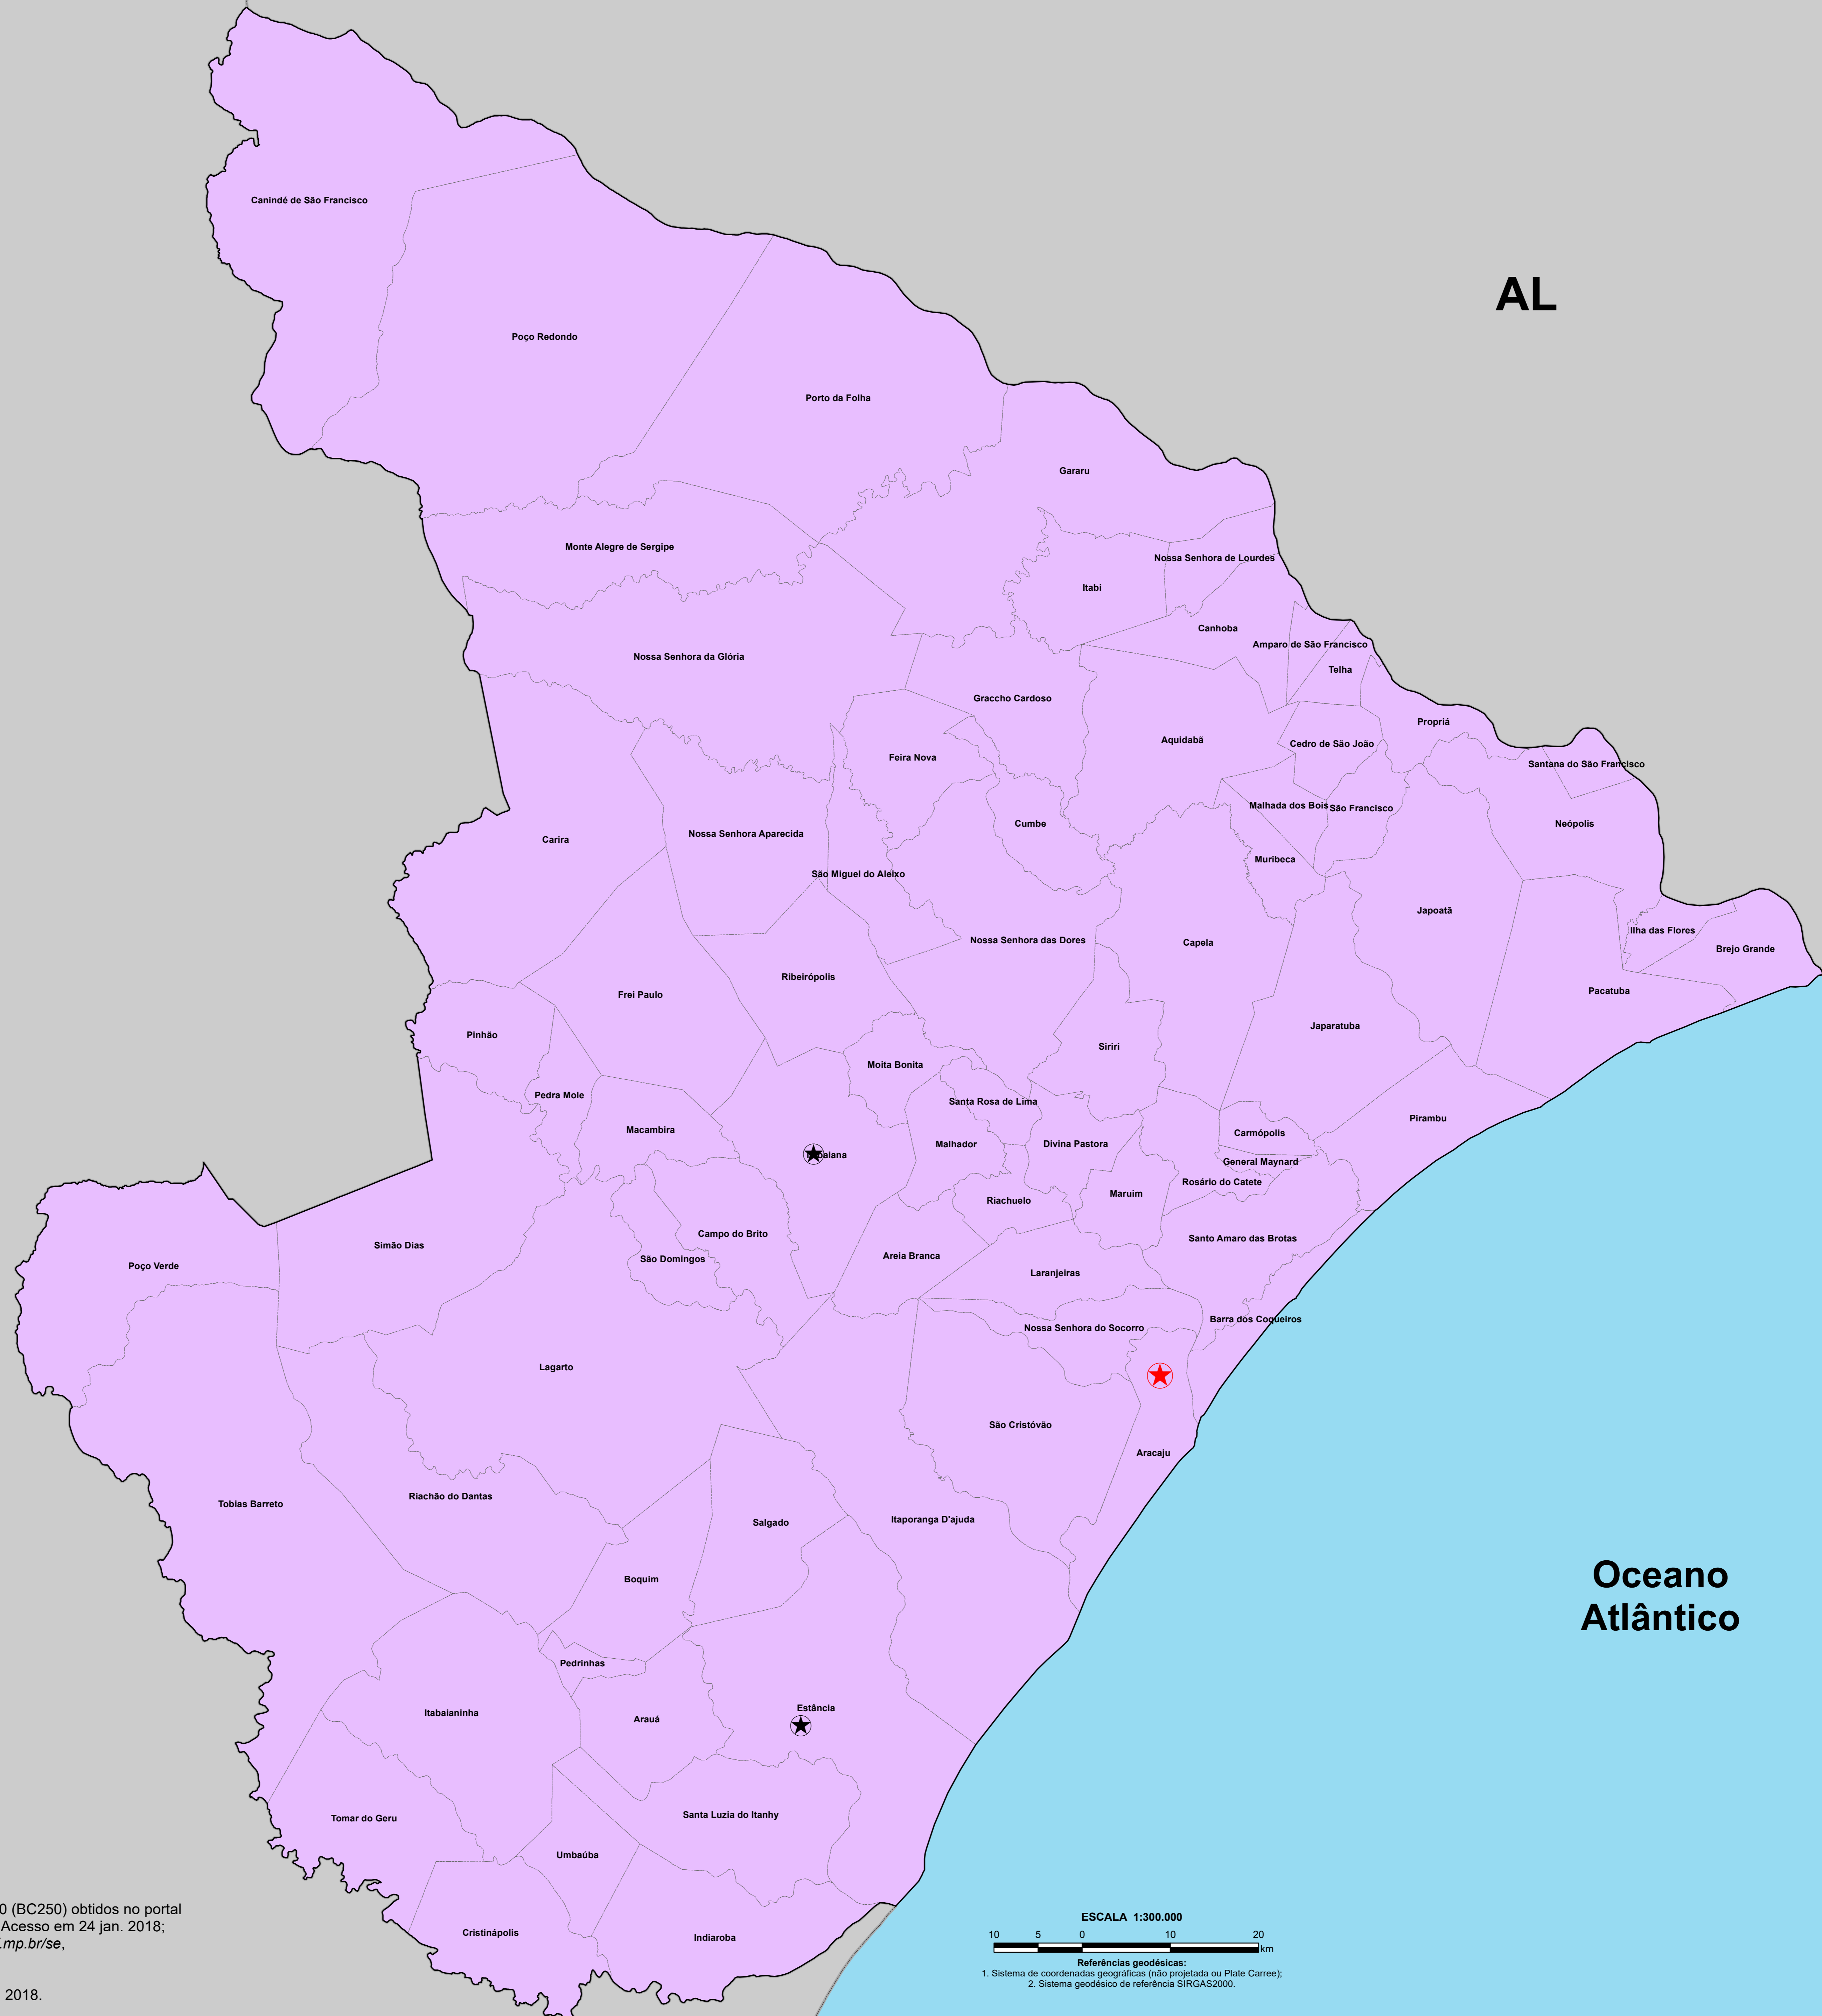 Canindé de São Francisco
AL
Poço Redondo
Porto da Folha
Gararu
Monte Alegre de Sergipe
Nossa Senhora de Lourdes
Itabi
Canhoba
Amparo de São Francisco
Nossa Senhora da Glória
Telha
Graccho Cardoso
Propriá
Aquidabã
Cedro de São João
Feira Nova
Santana do São Francisco
Malhada dos Bois
São Francisco
Cumbe
Neópolis
Nossa Senhora Aparecida
Carira
Muribeca
São Miguel do Aleixo
Japoatã
Ilha das Flores
Nossa Senhora das Dores
Capela
Brejo Grande
Ribeirópolis
Pacatuba
Frei Paulo
Japaratuba
Pinhão
Siriri
Moita Bonita
Pedra Mole
Santa Rosa de Lima
Pirambu
Macambira
Carmópolis
Malhador
Divina Pastora
General Maynard
Rosário do Catete
Maruim
Riachuelo
Campo do Brito
Santo Amaro das Brotas
Simão Dias
Areia Branca
São Domingos
Poço Verde
Laranjeiras
Barra dos Coqueiros
Nossa Senhora do Socorro
Lagarto
São Cristóvão
Aracaju
Riachão do Dantas
Tobias Barreto
Itaporanga D'ajuda
Salgado
Oceano
Atlântico
Boquim
Pedrinhas
Estância
Itabaianinha
Arauá
Santa Luzia do Itanhy
Tomar do Geru
Umbaúba
Cristinápolis
Indiaroba
0 (BC250) obtidos no portal
Acesso em 24 jan. 2018;
.mp.br/se,
2018.
ESCALA 1:300.000
10 5 0 10 20
km
Referências geodésicas:
1. Sistema de coordenadas geográficas (não projetada ou Plate Carree);
2. Sistema geodésico de referência SIRGAS2000.